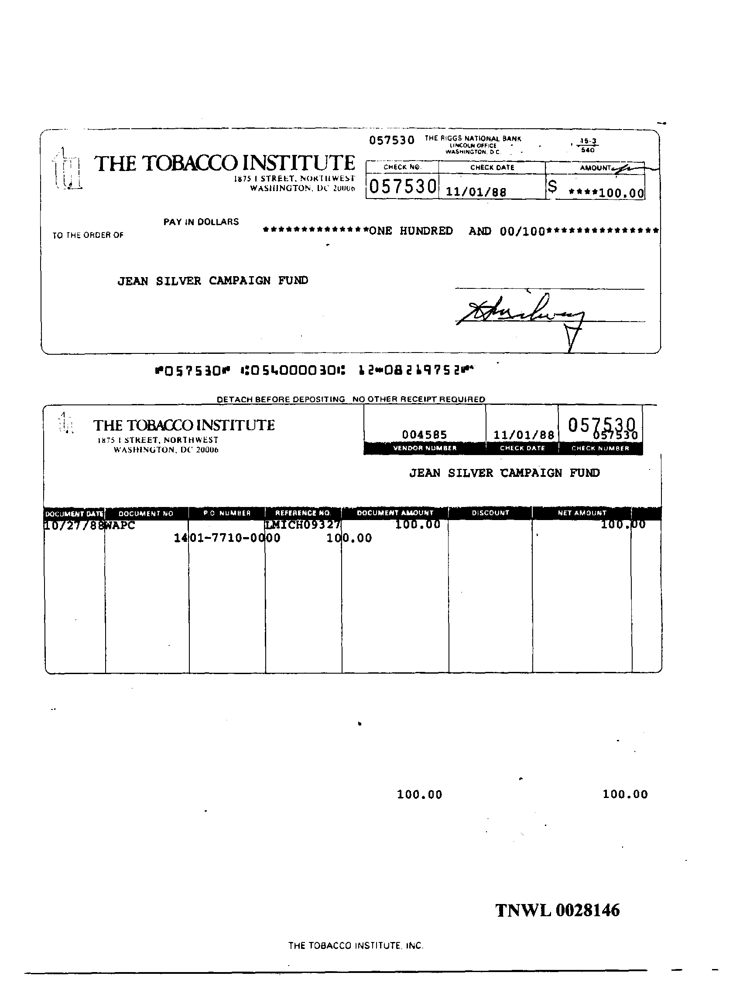 057530 THE RIGGS NATIONAL BANK
LINCOLN OFFICE
WASHINGTON, D.C.
15-3
540
THE TOBACCO INSTITUTE
1875 I STREET, NORTHWEST
WASHINGTON, DC 20006
CHECK NO. CHECK DATE AMOUNT
057530 11/01/88 $ ****100.00
PAY IN DOLLARS
TO THE ORDER OF
**************ONE HUNDRED AND 00/100***************
JEAN SILVER CAMPAIGN FUND
⑈057530⑈ ⑆054000030⑆ 12⑉08219752⑈
DETACH BEFORE DEPOSITING NO OTHER RECEIPT REQUIRED
THE TOBACCO INSTITUTE
1875 I STREET, NORTHWEST
WASHINGTON, DC 20006
004585 11/01/88 057530
057530
VENDOR NUMBER CHECK DATE CHECK NUMBER
JEAN SILVER CAMPAIGN FUND
DOCUMENT DATE DOCUMENT NO P O NUMBER REFERENCE NO. DOCUMENT AMOUNT DISCOUNT NET AMOUNT
10/27/88WAPC LMICH09327 100.00 100.00
1401-7710-0000 100.00
100.00 100.00
TNWL 0028146
THE TOBACCO INSTITUTE, INC.